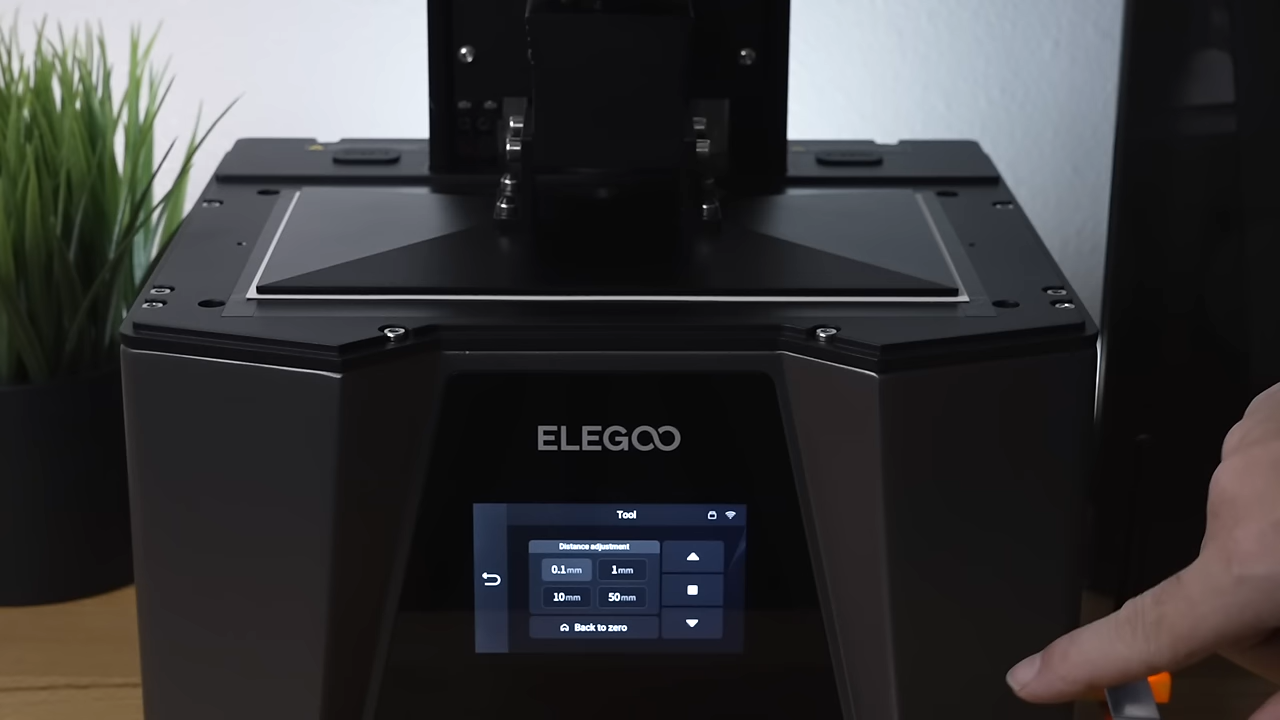 ELEGOO
Tool
Distance adjustment
0.1mm 1mm
10mm 50mm
Back to zero